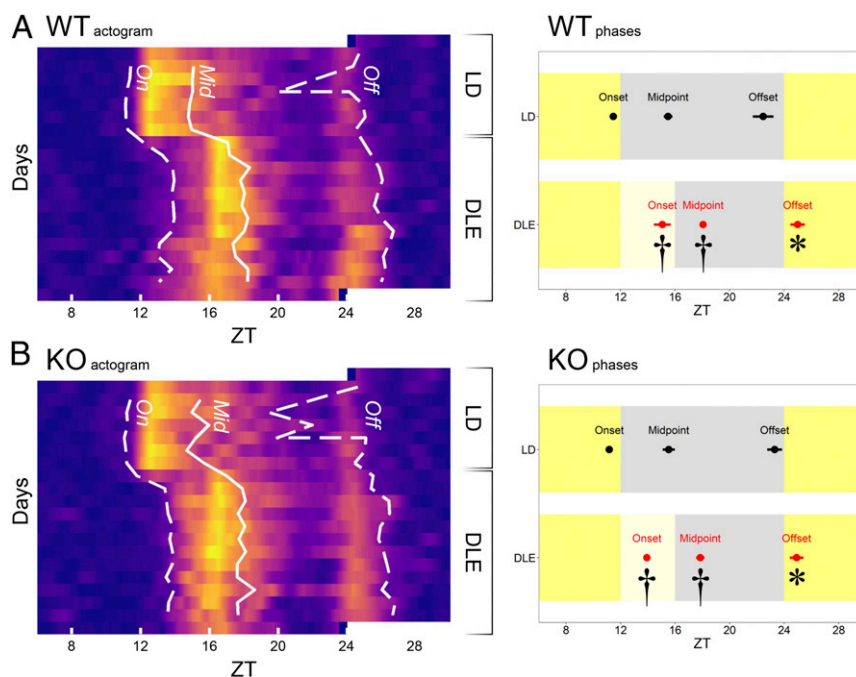 A WT actogram
On
Mid
Off
LD
DLE
Days
8 12 16 20 24 28
ZT
WT phases
LD
Onset Midpoint Offset
DLE
Onset Midpoint Offset
† † *
8 12 16 20 24 28
ZT
B KO actogram
On
Mid
Off
LD
DLE
Days
8 12 16 20 24 28
ZT
KO phases
LD
Onset Midpoint Offset
DLE
Onset Midpoint Offset
† † *
8 12 16 20 24 28
ZT